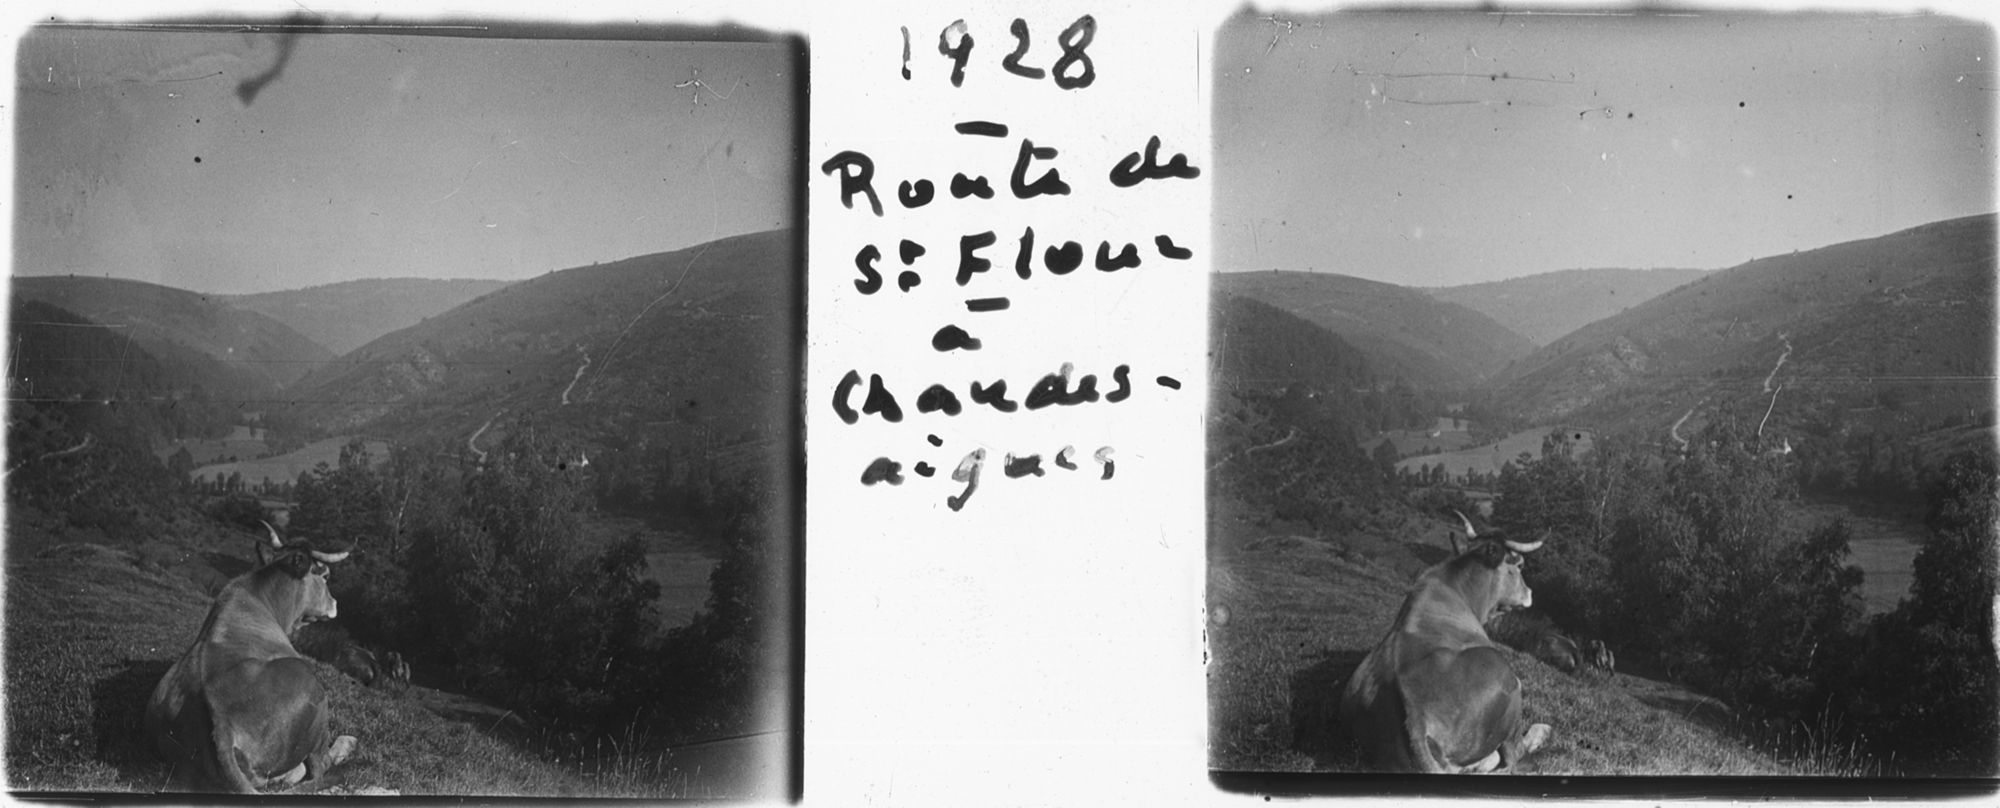 1928
—
Route de
St Flour
—
a
Chaudes-
aigues